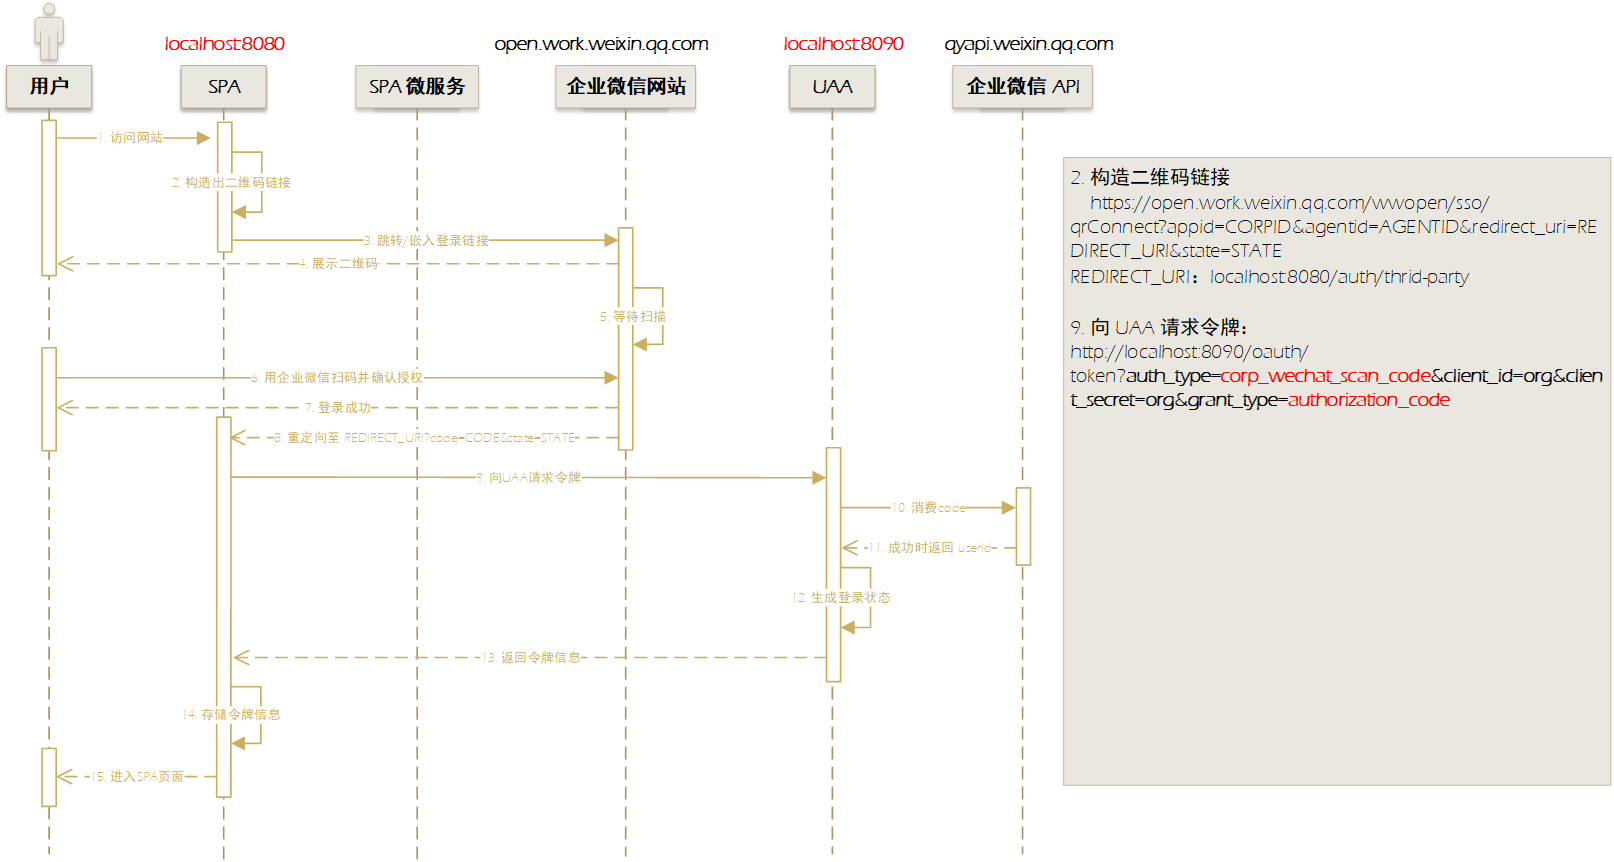 localhost:8080
open.work.weixin.qq.com
localhost:8090
qyapi.weixin.qq.com
用户
SPA
SPA 微服务
企业微信网站
UAA
企业微信 API
1. 访问网站
2. 构造出二维码链接
3. 跳转/嵌入登录链接
4. 展示二维码
5. 等待扫描
6. 用企业微信扫码并确认授权
7. 登录成功
8. 重定向至 REDIRECT_URI?code=CODE&state=STATE
9. 向UAA请求令牌
10. 消费code
11. 成功时返回 userid
12. 生成登录状态
13. 返回令牌信息
14. 存储令牌信息
15. 进入SPA页面
2. 构造二维码链接
https://open.work.weixin.qq.com/wwopen/sso/
qrConnect?appid=CORPID&agentid=AGENTID&redirect_uri=RE
DIRECT_URI&state=STATE
REDIRECT_URI：localhost:8080/auth/thrid-party
9. 向 UAA 请求令牌：
http://localhost:8090/oauth/
token?auth_type=corp_wechat_scan_code&client_id=org&clien
t_secret=org&grant_type=authorization_code